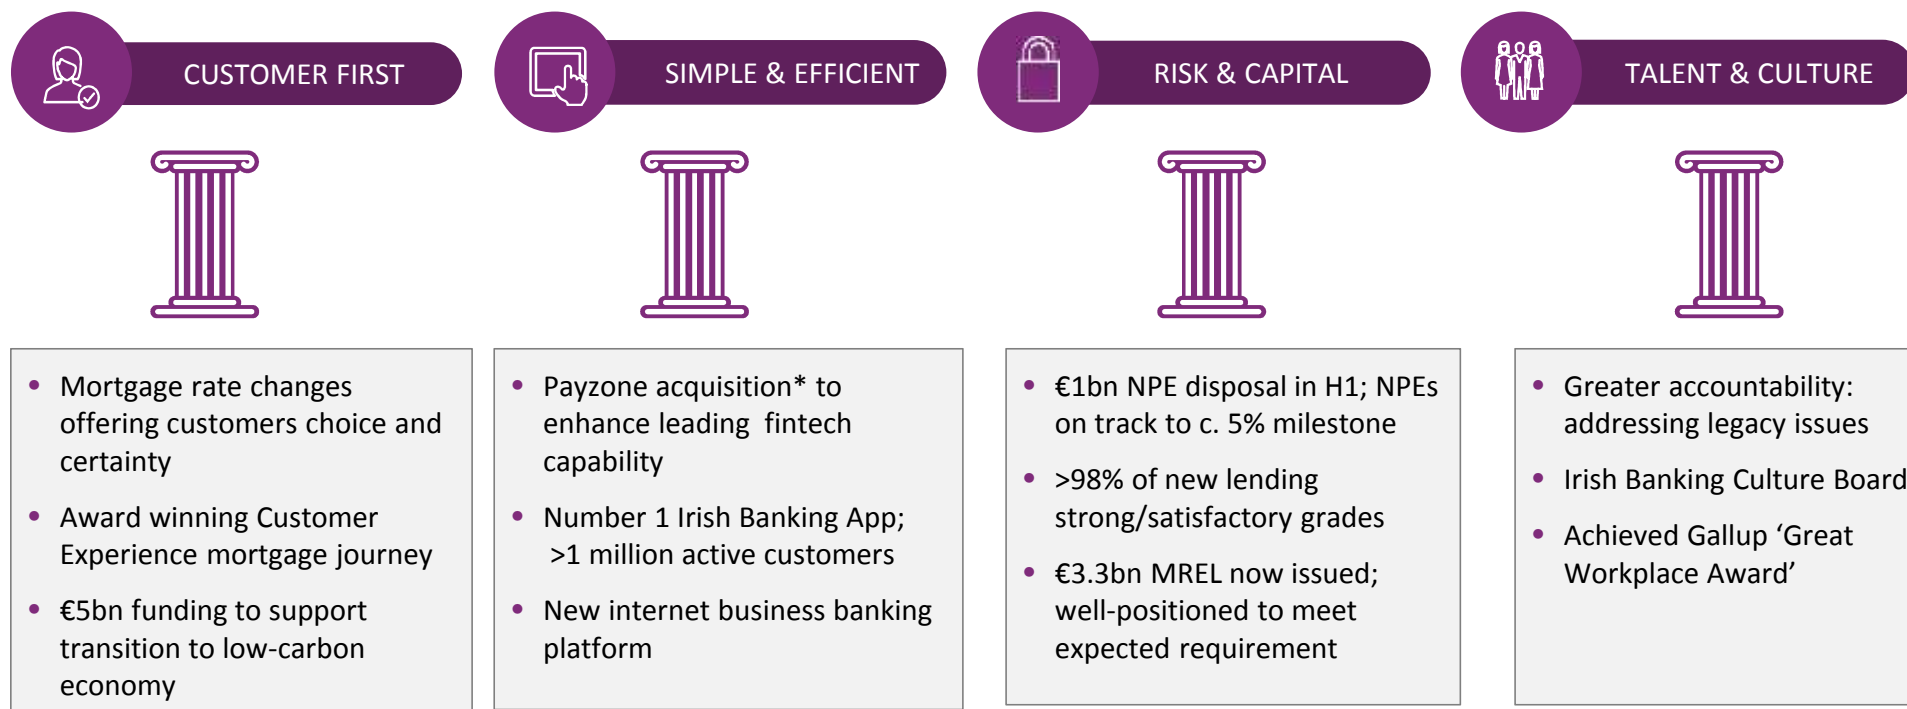 CUSTOMER FIRST
• Mortgage rate changes
offering customers choice and
certainty
• Award winning Customer
Experience mortgage journey
• €5bn funding to support
transition to low-carbon
economy
SIMPLE & EFFICIENT
• Payzone acquisition* to
enhance leading fintech
capability
• Number 1 Irish Banking App;
>1 million active customers
• New internet business banking
platform
RISK & CAPITAL
• €1bn NPE disposal in H1; NPEs
on track to c. 5% milestone
• >98% of new lending
strong/satisfactory grades
• €3.3bn MREL now issued;
well-positioned to meet
expected requirement
TALENT & CULTURE
• Greater accountability:
addressing legacy issues
• Irish Banking Culture Board
• Achieved Gallup ‘Great
Workplace Award’